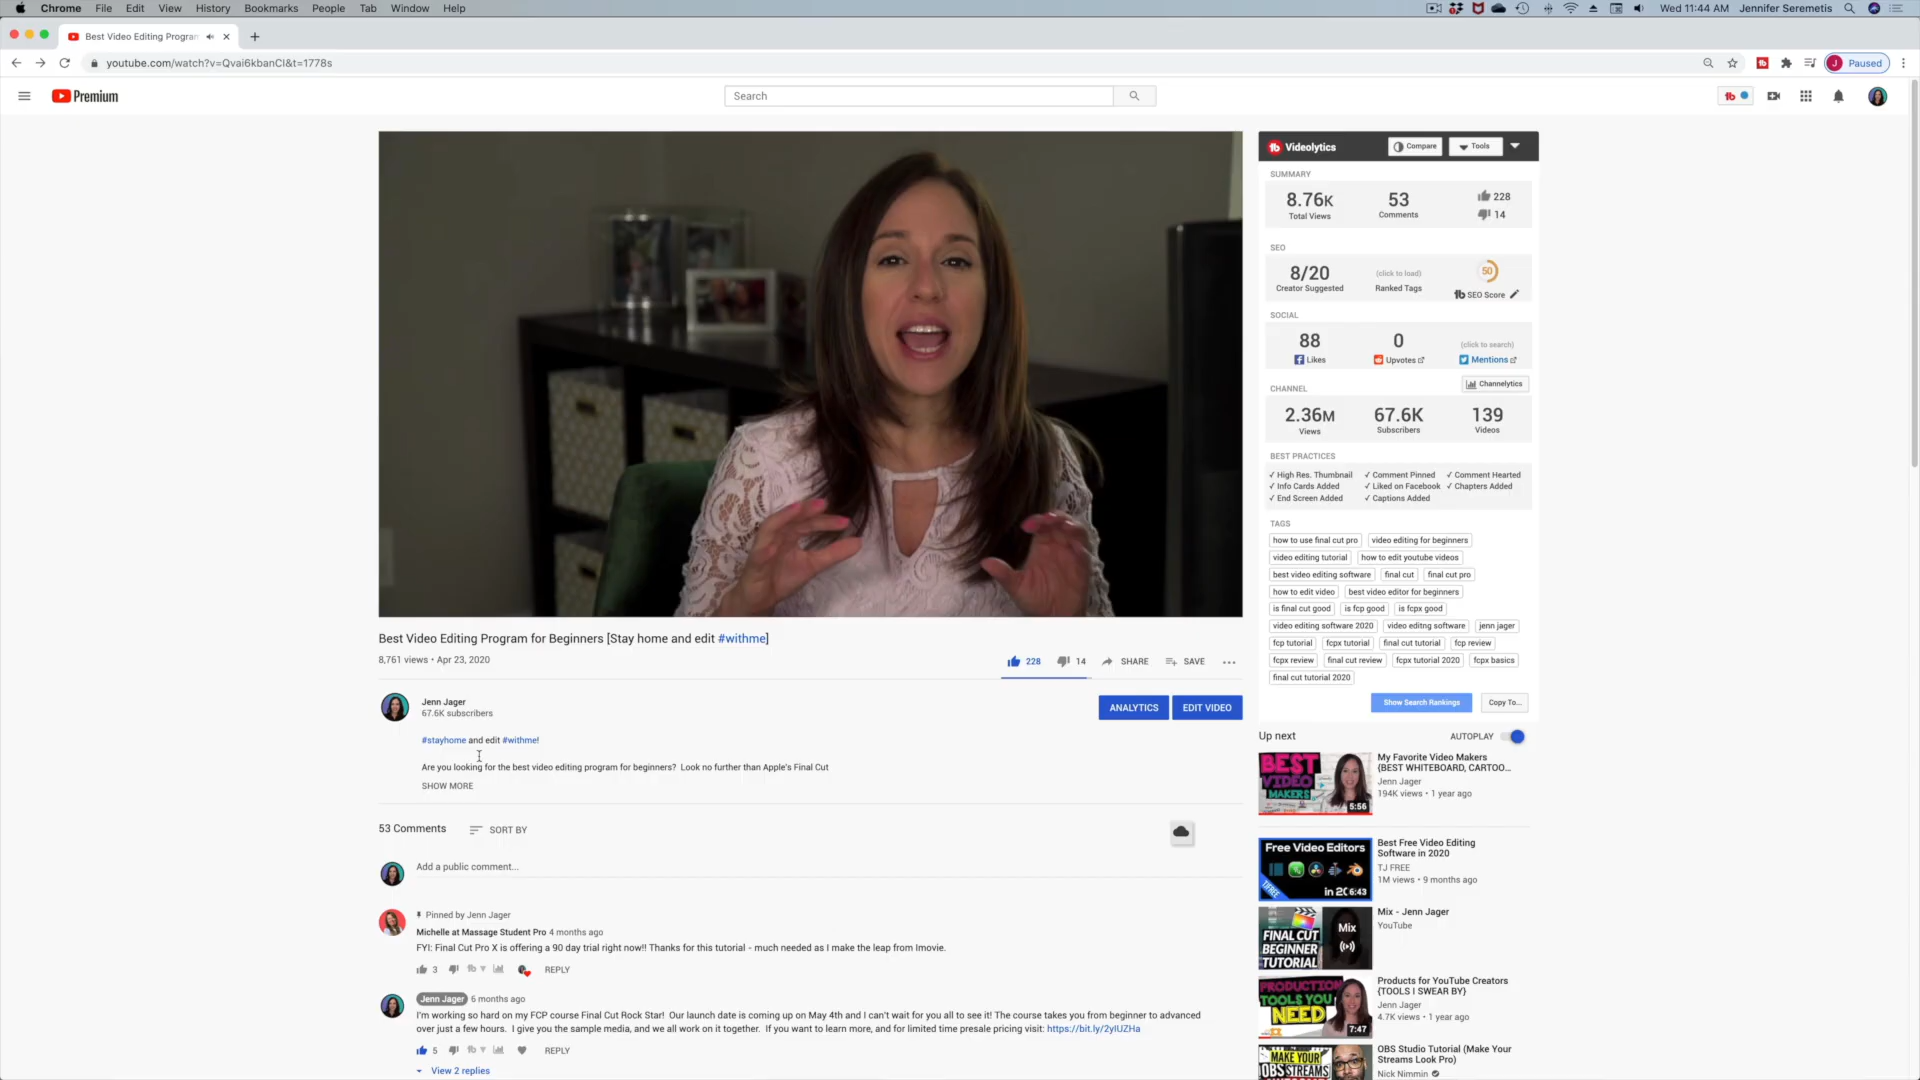 Chrome File Edit View History Bookmarks People Tab Window Help
Wed 11:44 AM Jennifer Seremetis
Best Video Editing Program
youtube.com/watch?v=Qvai6kbanCI&t=1778s
J Paused
Premium
Search
Videolytics Compare Tools
SUMMARY
8.76K 53 228
Total Views Comments 14
SEO
8/20 (click to load) 50
Creator Suggested Ranked Tags SEO Score
SOCIAL
88 0 (click to search)
Likes Upvotes Mentions
CHANNEL Channelytics
2.36M 67.6K 139
Views Subscribers Videos
BEST PRACTICES
✓ High Res. Thumbnail ✓ Comment Pinned ✓ Comment Hearted
✓ Info Cards Added ✓ Liked on Facebook ✓ Chapters Added
✓ End Screen Added ✓ Captions Added
TAGS
how to use final cut pro video editing for beginners
video editing tutorial how to edit youtube videos
best video editing software final cut final cut pro
how to edit video best video editor for beginners
is final cut good is fcp good is fcpx good
video editing software 2020 video editng software jenn jager
fcp tutorial fcpx tutorial final cut tutorial fcp review
fcpx review final cut review fcpx tutorial 2020 fcpx basics
final cut tutorial 2020
Show Search Rankings Copy To...
Best Video Editing Program for Beginners [Stay home and edit #withme]
8,761 views • Apr 23, 2020
228 14 SHARE SAVE
Jenn Jager
67.6K subscribers
ANALYTICS EDIT VIDEO
#stayhome and edit #withme!
Are you looking for the best video editing program for beginners? Look no further than Apple's Final Cut
SHOW MORE
53 Comments SORT BY
Add a public comment...
Pinned by Jenn Jager
Michelle at Massage Student Pro 4 months ago
FYI: Final Cut Pro X is offering a 90 day trial right now!! Thanks for this tutorial - much needed as I make the leap from Imovie.
3 REPLY
Jenn Jager 6 months ago
I'm working so hard on my FCP course Final Cut Rock Star! Our launch date is coming up on May 4th and I can't wait for you all to see it! The course takes you from beginner to advanced
over just a few hours. I give you the sample media, and we all work on it together. If you want to learn more, and for limited time presale pricing visit: https://bit.ly/2yIUZHa
5 REPLY
View 2 replies
Up next AUTOPLAY
BEST
VIDEO
MAKERS
5:56
My Favorite Video Makers
{BEST WHITEBOARD, CARTOO...
Jenn Jager
194K views • 1 year ago
Free Video Editors
TJFREE
in 20
6:43
Best Free Video Editing
Software in 2020
TJ FREE
1M views • 9 months ago
FINAL CUT
BEGINNER
TUTORIAL
Mix
Mix - Jenn Jager
YouTube
PRODUCTION
TOOLS YOU
NEED
7:47
Products for YouTube Creators
{TOOLS I SWEAR BY}
Jenn Jager
4.7K views • 1 year ago
MAKE YOUR
OBS STREAMS
OBS Studio Tutorial (Make Your
Streams Look Pro)
Nick Nimmin